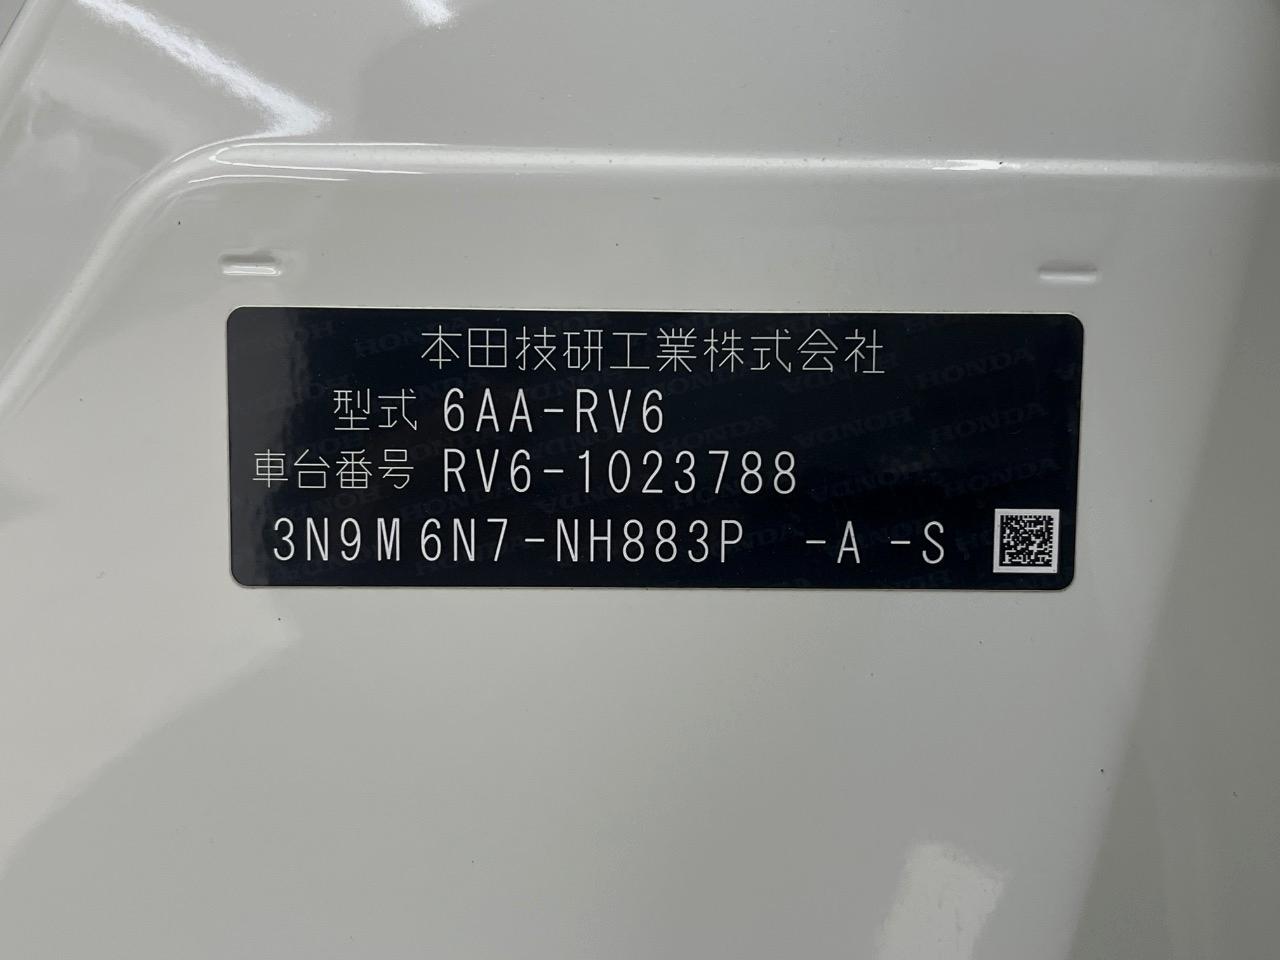 本田技研工業株式会社
型式 6AA-RV6
車台番号 RV6-1023788
3N9M6N7-NH883P -A -S